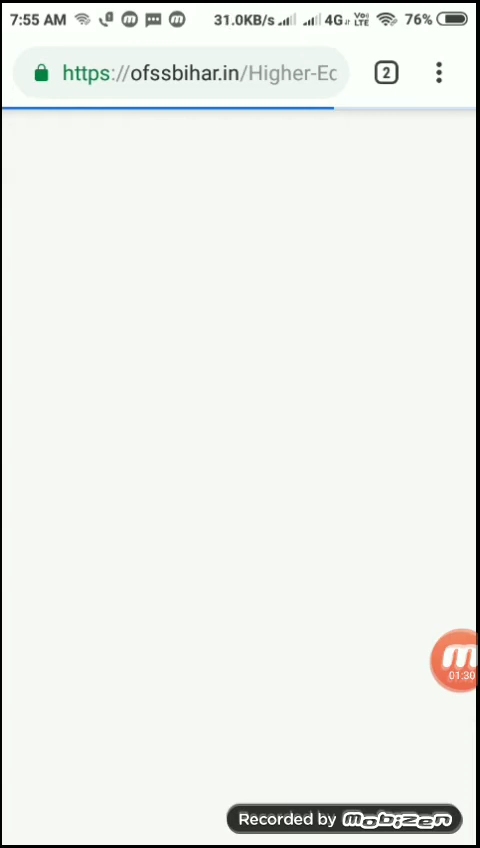 7:55 AM 31.0KB/s 4G Vo) LTE 76%
https://ofssbihar.in/Higher-Ec 2
m
01:30
Recorded by mobizen